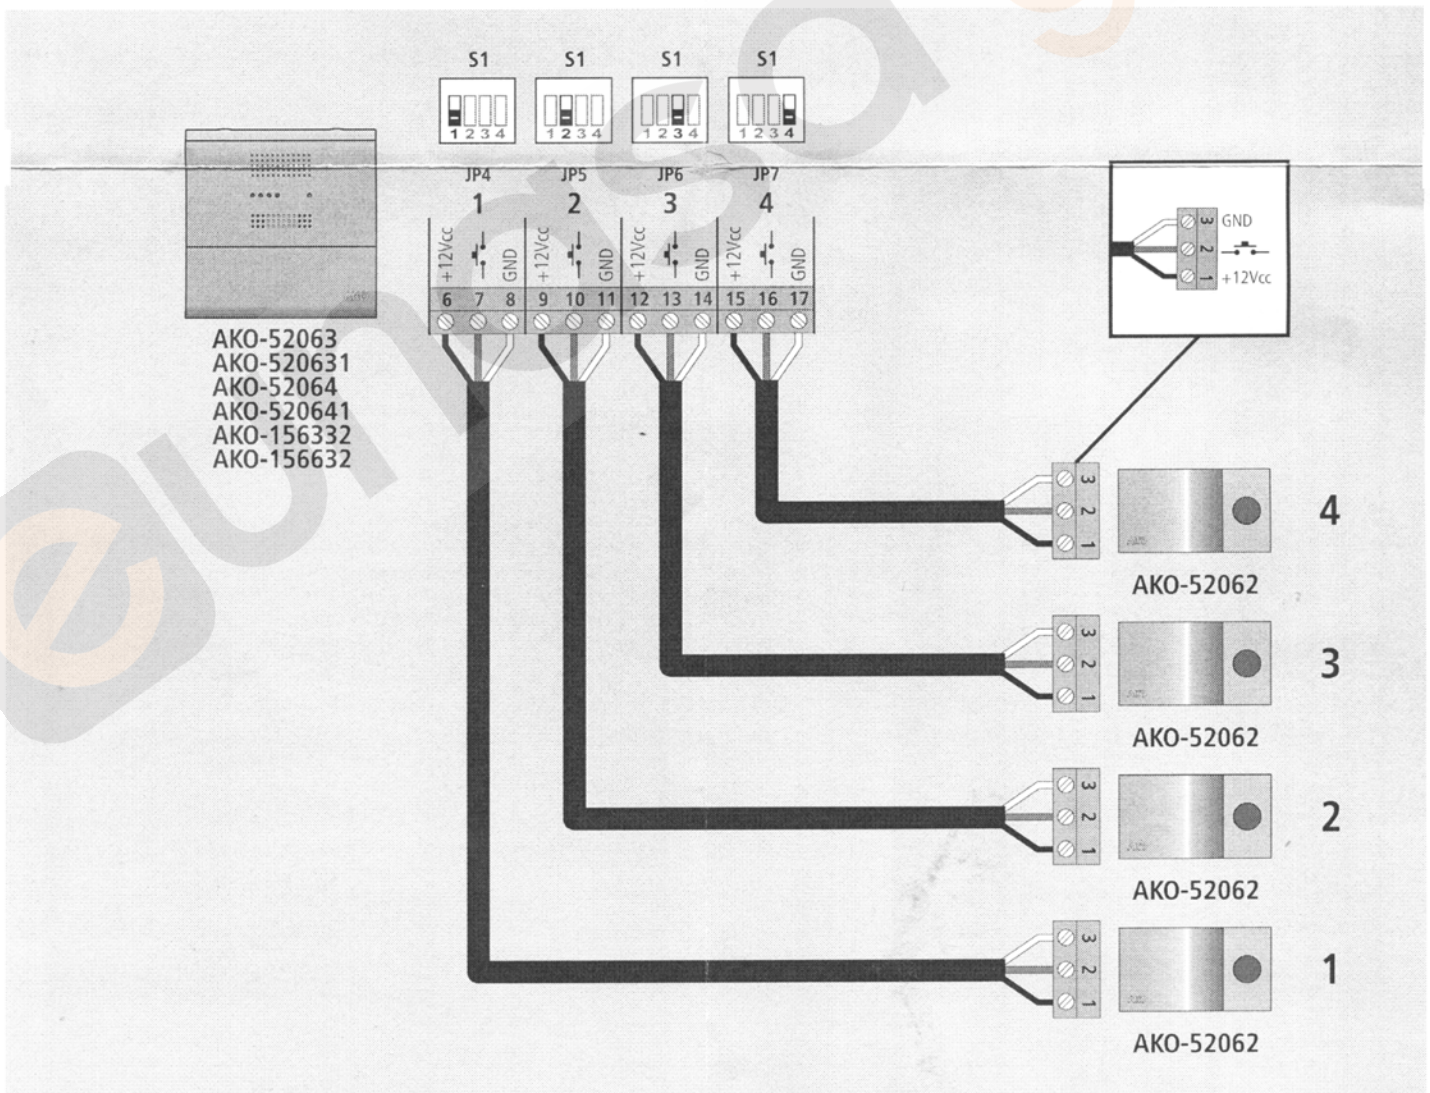 S1 S1 S1 S1
1 2 3 4 1 2 3 4 1 2 3 4 1 2 3 4
JP4 JP5 JP6 JP7
1 2 3 4
+12Vcc GND +12Vcc GND +12Vcc GND +12Vcc GND
6 7 8 9 10 11 12 13 14 15 16 17
3 GND
2
1 +12Vcc
AKO-52063
AKO-520631
AKO-52064
AKO-520641
AKO-156332
AKO-156632
3
2
1
4
AKO-52062
3
2
1
3
AKO-52062
3
2
1
2
AKO-52062
3
2
1
1
AKO-52062